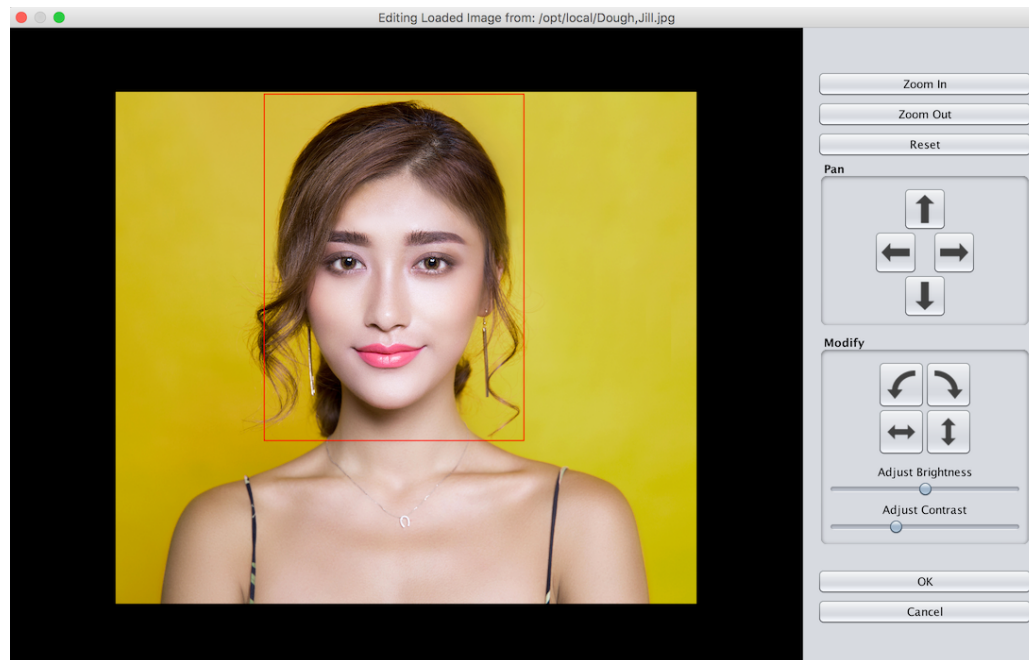 Editing Loaded Image from: /opt/local/Dough,Jill.jpg
Zoom In
Zoom Out
Reset
Pan
Modify
Adjust Brightness
Adjust Contrast
OK
Cancel